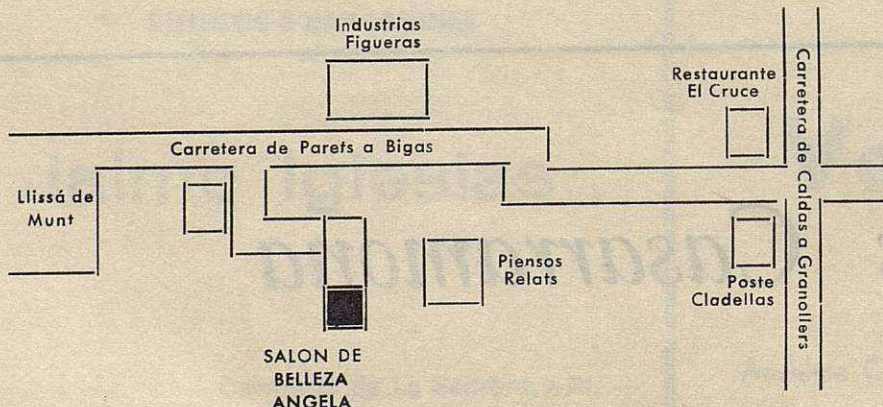 Industrias
Figueras
Restaurante
El Cruce
Carretera de Caldas a Granollers
Carretera de Parets a Bigas
Llissá de
Munt
Piensos
Relats
Poste
Cladellas
SALON DE
BELLEZA
ANGELA
Casarramona